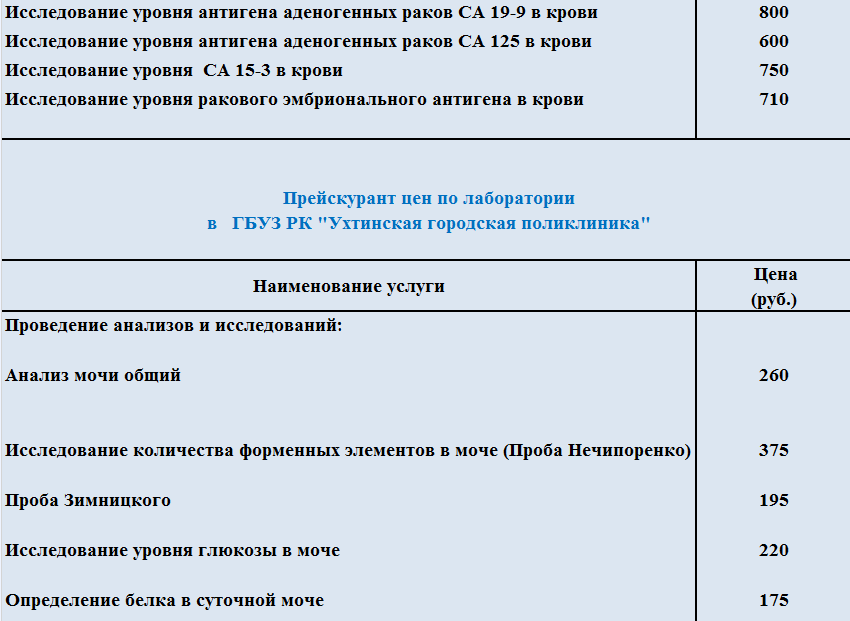 Исследование уровня антигена аденогенных раков СА 19-9 в крови 800
Исследование уровня антигена аденогенных раков СА 125 в крови 600
Исследование уровня СА 15-3 в крови 750
Исследование уровня ракового эмбрионального антигена в крови 710
Прейскурант цен по лаборатории
в ГБУЗ РК "Ухтинская городская поликлиника"
Наименование услуги Цена (руб.)
Проведение анализов и исследований:
Анализ мочи общий 260
Исследование количества форменных элементов в моче (Проба Нечипоренко) 375
Проба Зимницкого 195
Исследование уровня глюкозы в моче 220
Определение белка в суточной моче 175